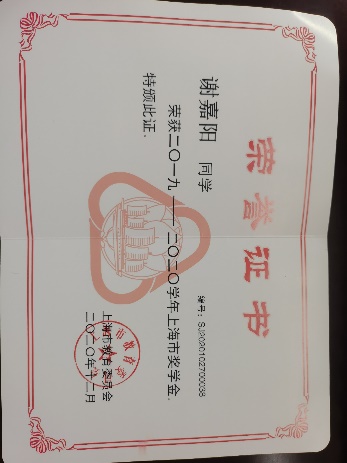 荣誉证书
编号：SJ2020102700038
谢嘉阳 同学
荣获二〇一九——二〇二〇学年上海市奖学金.
特颁此证.
上海市教育委员会
二〇二〇年十二月